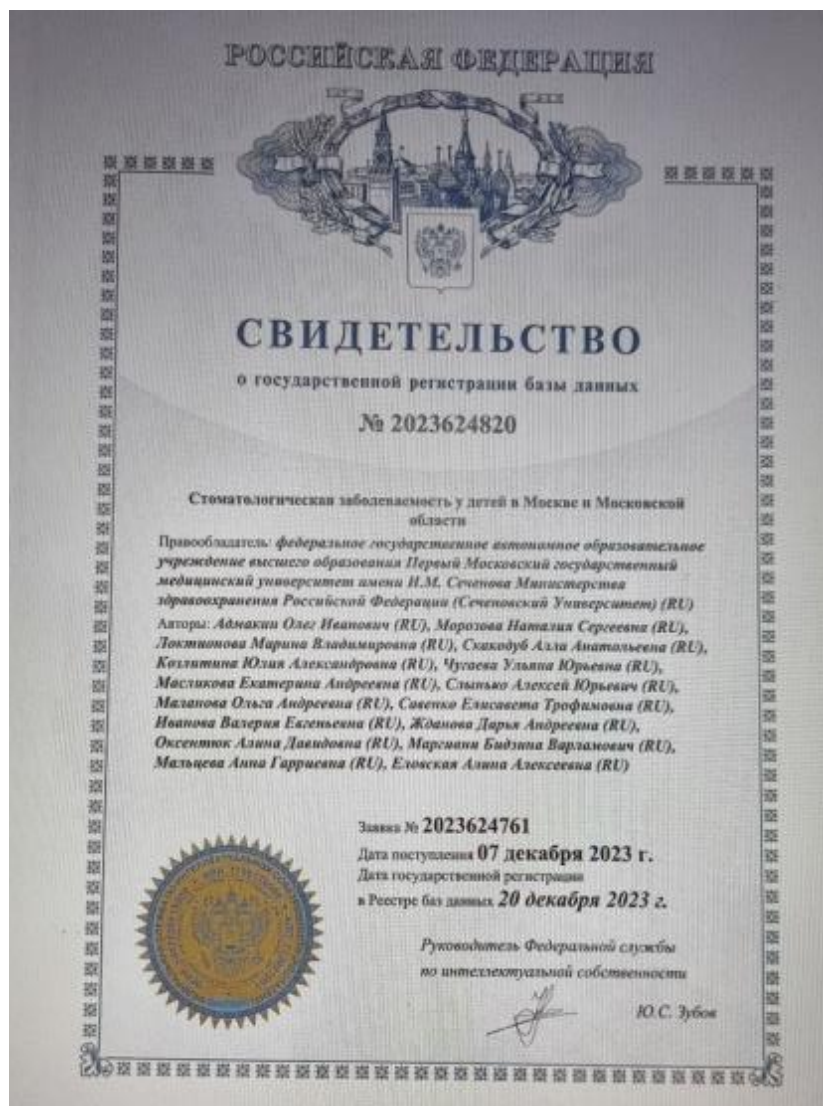 РОССИЙСКАЯ ФЕДЕРАЦИЯ
СВИДЕТЕЛЬСТВО
о государственной регистрации базы данных
№ 2023624820
Стоматологическая заболеваемость у детей в Москве и Московской
области
Правообладатель: федеральное государственное автономное образовательное
учреждение высшего образования Первый Московский государственный
медицинский университет имени И.М. Сеченова Министерства
здравоохранения Российской Федерации (Сеченовский Университет) (RU)
Авторы: Адмакин Олег Иванович (RU), Морозова Наталия Сергеевна (RU),
Локтионова Марина Владимировна (RU), Скакодуб Алла Анатольевна (RU),
Козлитина Юлия Александровна (RU), Чугаева Ульяна Юрьевна (RU),
Масликова Екатерина Андреевна (RU), Слынько Алексей Юрьевич (RU),
Маланова Ольга Андреевна (RU), Савенко Елисавета Трофимовна (RU),
Иванова Валерия Евгеньевна (RU), Жданова Дарья Андреевна (RU),
Оксентюк Алина Давидовна (RU), Маргиани Бидзина Варламович (RU),
Мальцева Анна Гарриевна (RU), Еловская Алина Алексеевна (RU)
Заявка № 2023624761
Дата поступления 07 декабря 2023 г.
Дата государственной регистрации
в Реестре баз данных 20 декабря 2023 г.
Руководитель Федеральной службы
по интеллектуальной собственности
Ю.С. Зубов